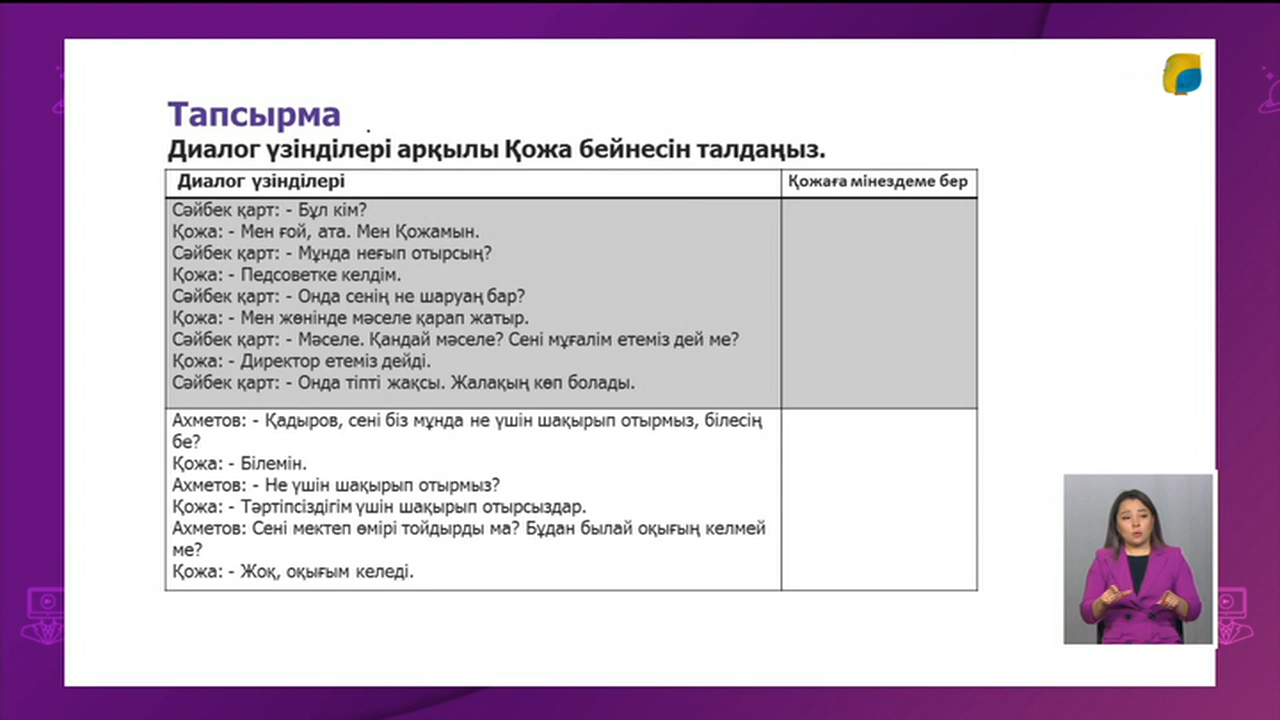 Тапсырма
Диалог үзінділері арқылы Қожа бейнесін талдаңыз.
Диалог үзінділері
Қожаға мінездеме бер
Сәйбек қарт: - Бұл кім?
Қожа: - Мен ғой, ата. Мен Қожамын.
Сәйбек қарт: - Мұнда неғып отырсың?
Қожа: - Педсоветке келдім.
Сәйбек қарт: - Онда сенің не шаруаң бар?
Қожа: - Мен жөнінде мәселе қарап жатыр.
Сәйбек қарт: - Мәселе. Қандай мәселе? Сені мұғалім етеміз дей ме?
Қожа: - Директор етеміз дейді.
Сәйбек қарт: - Онда тіпті жақсы. Жалақың көп болады.
Ахметов: - Қадыров, сені біз мұнда не үшін шақырып отырмыз, білесің
бе?
Қожа: - Білемін.
Ахметов: - Не үшін шақырып отырмыз?
Қожа: - Тәртіпсіздігім үшін шақырып отырсыздар.
Ахметов: Сені мектеп өмірі тойдырды ма? Бұдан былай оқығың келмей
ме?
Қожа: - Жоқ, оқығым келеді.